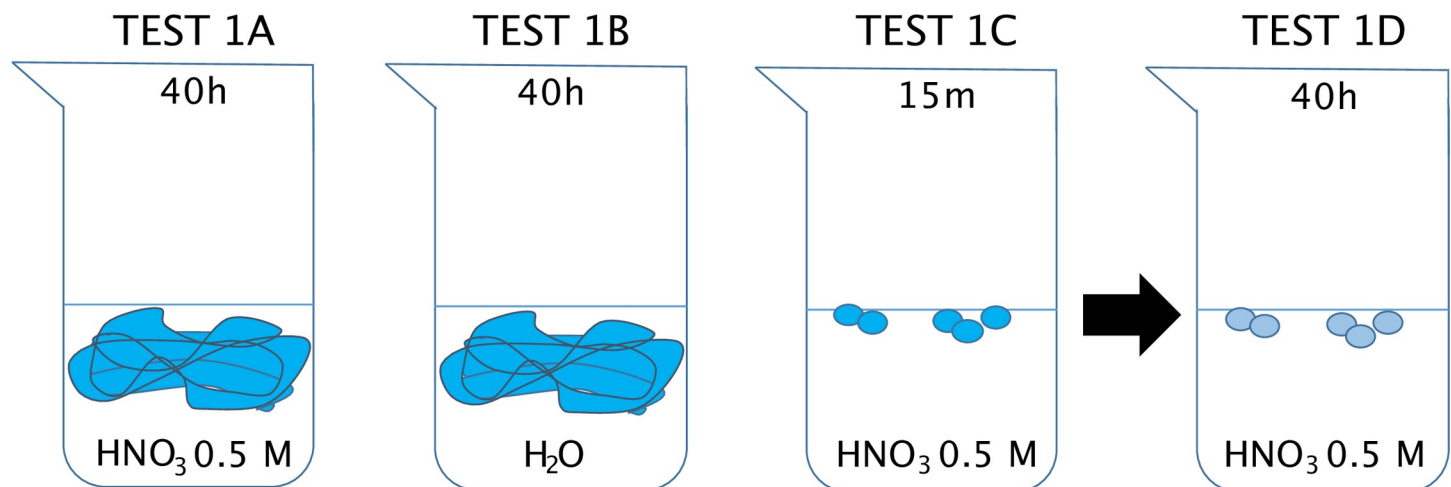 TEST 1A
40h
HNO₃ 0.5 M
TEST 1B
40h
H₂O
TEST 1C
15m
HNO₃ 0.5 M
TEST 1D
40h
HNO₃ 0.5 M